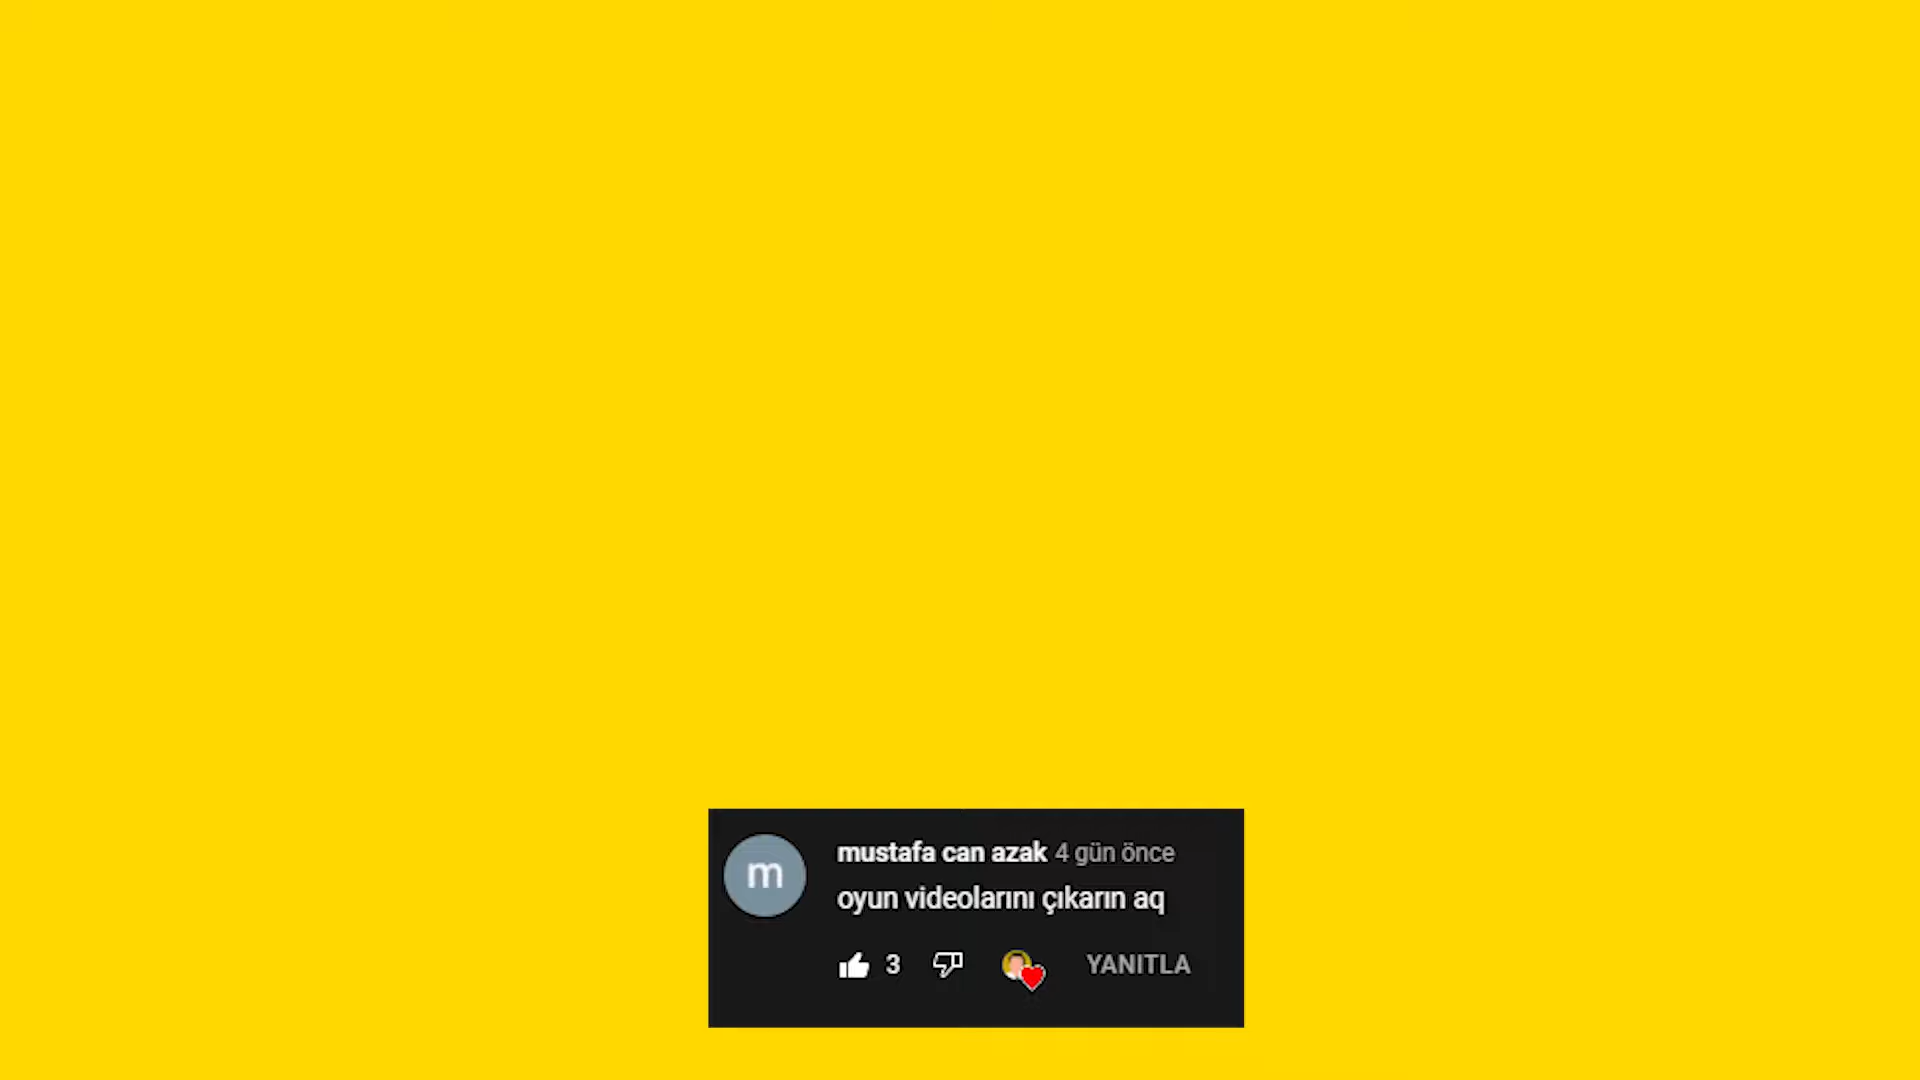 m
mustafa can azak 4 gün önce
oyun videolarını çıkarın aq
3 YANITLA